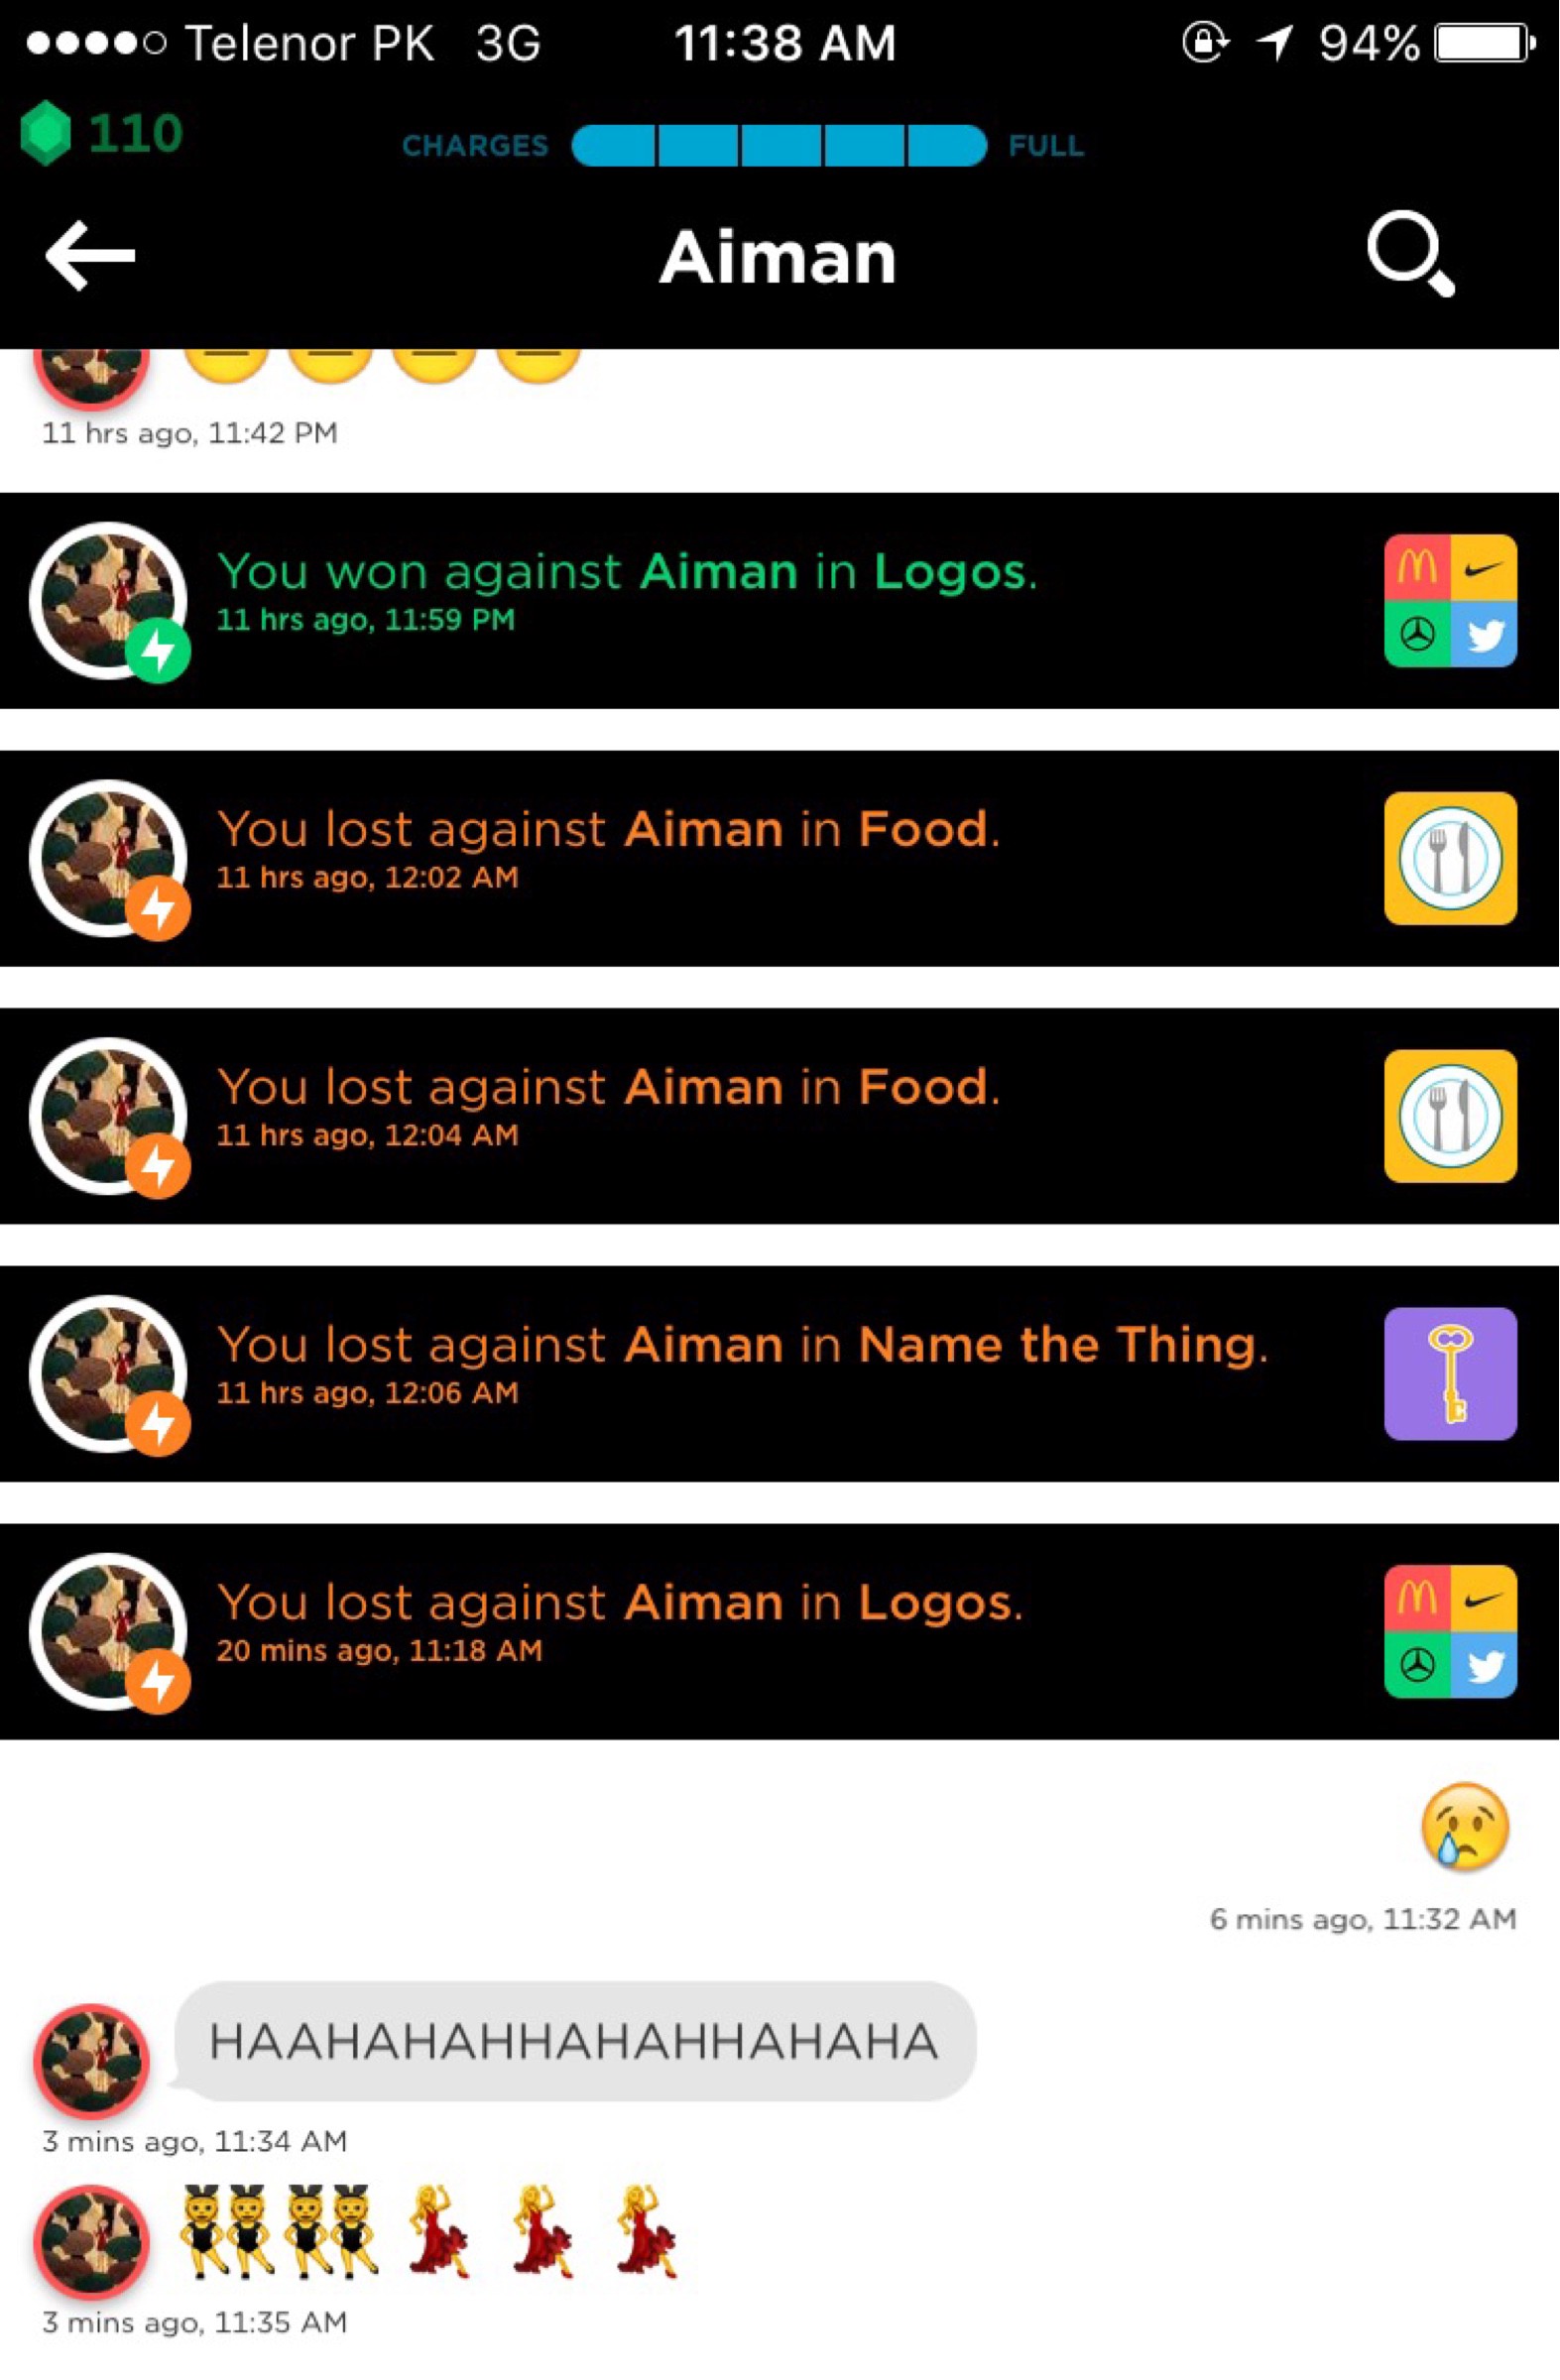 Telenor PK 3G 11:38 AM 94%
110 CHARGES FULL
Aiman
11 hrs ago, 11:42 PM
You won against Aiman in Logos.
11 hrs ago, 11:59 PM
You lost against Aiman in Food.
11 hrs ago, 12:02 AM
You lost against Aiman in Food.
11 hrs ago, 12:04 AM
You lost against Aiman in Name the Thing.
11 hrs ago, 12:06 AM
You lost against Aiman in Logos.
20 mins ago, 11:18 AM
6 mins ago, 11:32 AM
HAAHAHAHHAHAHHAHAHA
3 mins ago, 11:34 AM
3 mins ago, 11:35 AM